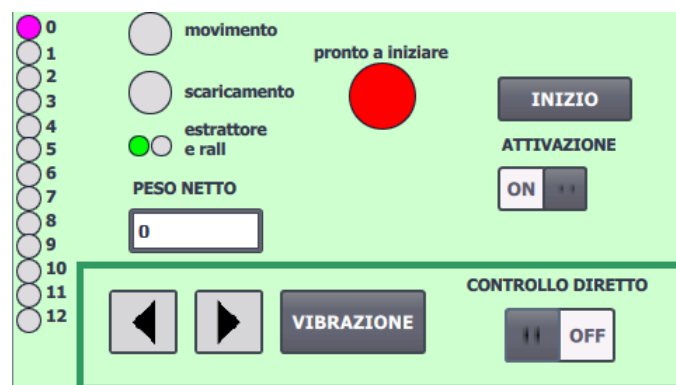 0
1
2
3
4
5
6
7
8
9
10
11
12
movimento
scaricamento
estrattore
e rall
pronto a iniziare
INIZIO
ATTIVAZIONE
ON
PESO NETTO
0
VIBRAZIONE
CONTROLLO DIRETTO
OFF